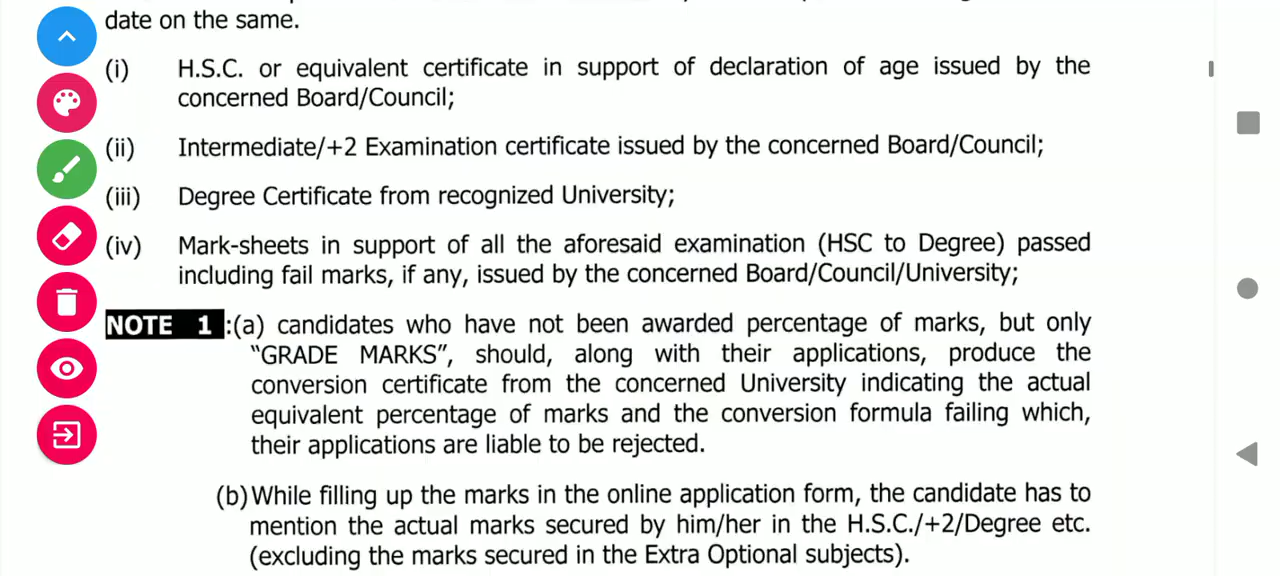 date on the same.
(i) H.S.C. or equivalent certificate in support of declaration of age issued by the
concerned Board/Council;
(ii) Intermediate/+2 Examination certificate issued by the concerned Board/Council;
(iii) Degree Certificate from recognized University;
(iv) Mark-sheets in support of all the aforesaid examination (HSC to Degree) passed
including fail marks, if any, issued by the concerned Board/Council/University;
NOTE 1 :(a) candidates who have not been awarded percentage of marks, but only
"GRADE MARKS", should, along with their applications, produce the
conversion certificate from the concerned University indicating the actual
equivalent percentage of marks and the conversion formula failing which,
their applications are liable to be rejected.
(b) While filling up the marks in the online application form, the candidate has to
mention the actual marks secured by him/her in the H.S.C./+2/Degree etc.
(excluding the marks secured in the Extra Optional subjects).